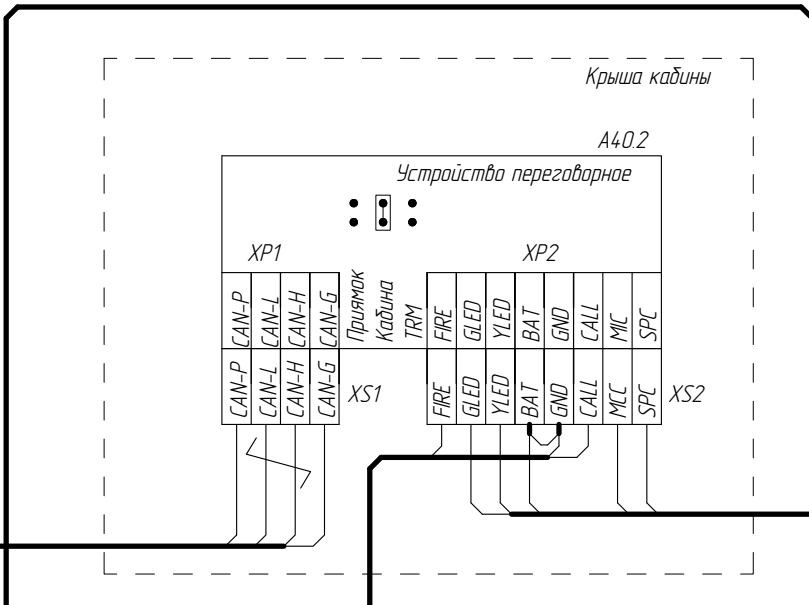 Крыша кабины
А40.2
Устройство переговорное
XP1
XP2
CAN-P
CAN-L
CAN-H
CAN-G
Приямок
Кабина
TRM
FIRE
GLED
YLED
BAT
GND
CALL
MIC
SPC
CAN-P
CAN-L
CAN-H
CAN-G
XS1
FIRE
GLED
YLED
BAT
GND
CALL
MCC
SPC
XS2